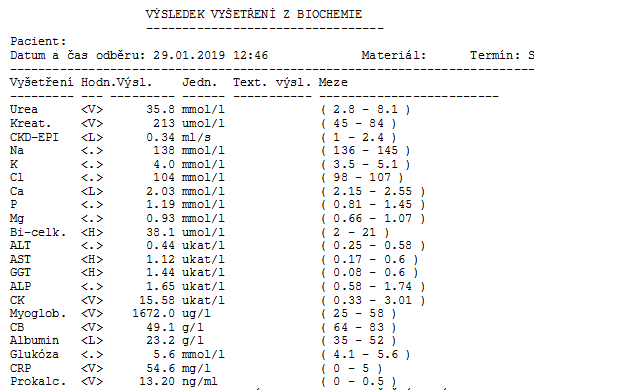 VÝSLEDEK VYŠETŘENÍ Z BIOCHEMIE
--------------------------------
Pacient:
Datum a čas odběru: 29.01.2019 12:46 Materiál: Termín: S
----------------------------------------------------------------------
Vyšetření Hodn.Výsl. Jedn. Text. výsl. Meze
--------- --- --------- ------ ----------- ------------------------
Urea <V> 35.8 mmol/l ( 2.8 - 8.1 )
Kreat. <V> 213 umol/l ( 45 - 84 )
CKD-EPI <L> 0.34 ml/s ( 1 - 2.4 )
Na <.> 138 mmol/l ( 136 - 145 )
K <.> 4.0 mmol/l ( 3.5 - 5.1 )
Cl <.> 104 mmol/l ( 98 - 107 )
Ca <L> 2.03 mmol/l ( 2.15 - 2.55 )
P <.> 1.19 mmol/l ( 0.81 - 1.45 )
Mg <.> 0.93 mmol/l ( 0.66 - 1.07 )
Bi-celk. <H> 38.1 umol/l ( 2 - 21 )
ALT <.> 0.44 ukat/l ( 0.25 - 0.58 )
AST <H> 1.12 ukat/l ( 0.17 - 0.6 )
GGT <H> 1.44 ukat/l ( 0.08 - 0.6 )
ALP <.> 1.65 ukat/l ( 0.58 - 1.74 )
CK <V> 15.58 ukat/l ( 0.33 - 3.01 )
Myoglob. <V> 1672.0 ug/l ( 25 - 58 )
CB <V> 49.1 g/l ( 64 - 83 )
Albumin <L> 23.2 g/l ( 35 - 52 )
Glukóza <.> 5.6 mmol/l ( 4.1 - 5.6 )
CRP <V> 54.6 mg/l ( 0 - 5 )
Prokalc. <V> 13.20 ng/ml ( 0 - 0.5 )